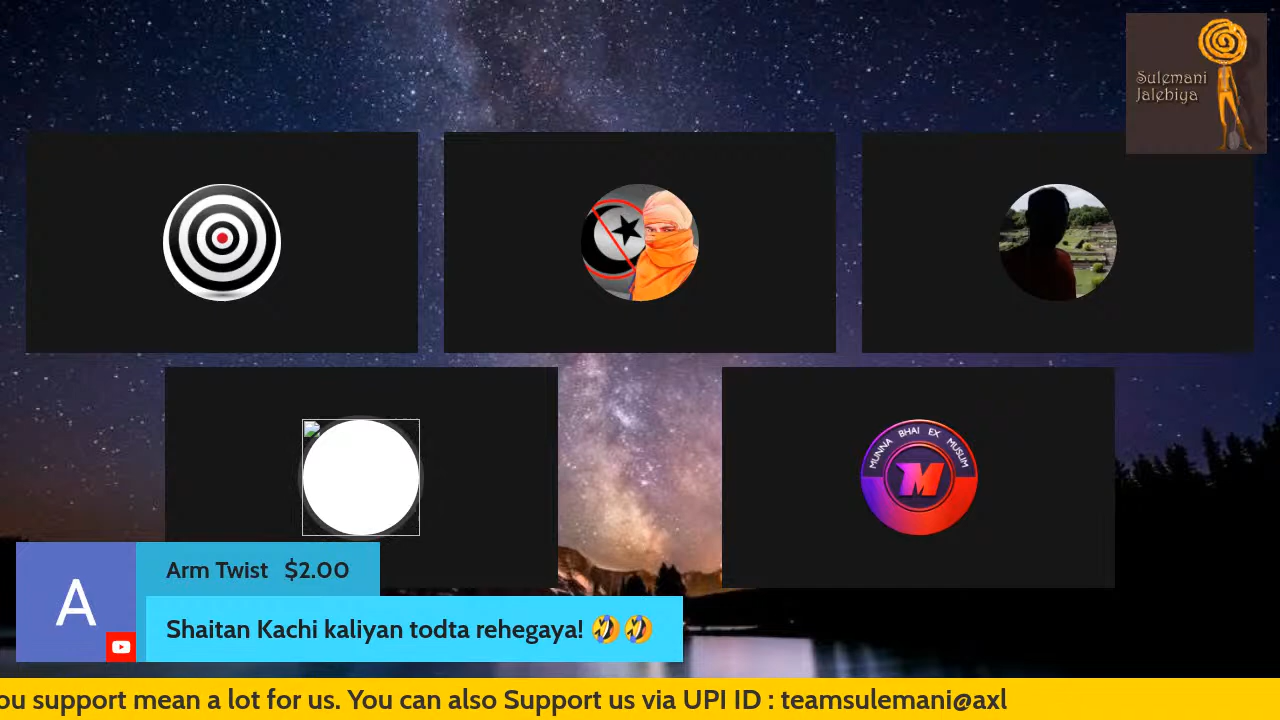 Sulemani
Jalebiya
MUNNA BHAI EX MUSLIM
M
A
Arm Twist $2.00
Shaitan Kachi kaliyan todta rehegaya! 🤣🤣
ou support mean a lot for us. You can also Support us via UPI ID : teamsulemani@axl